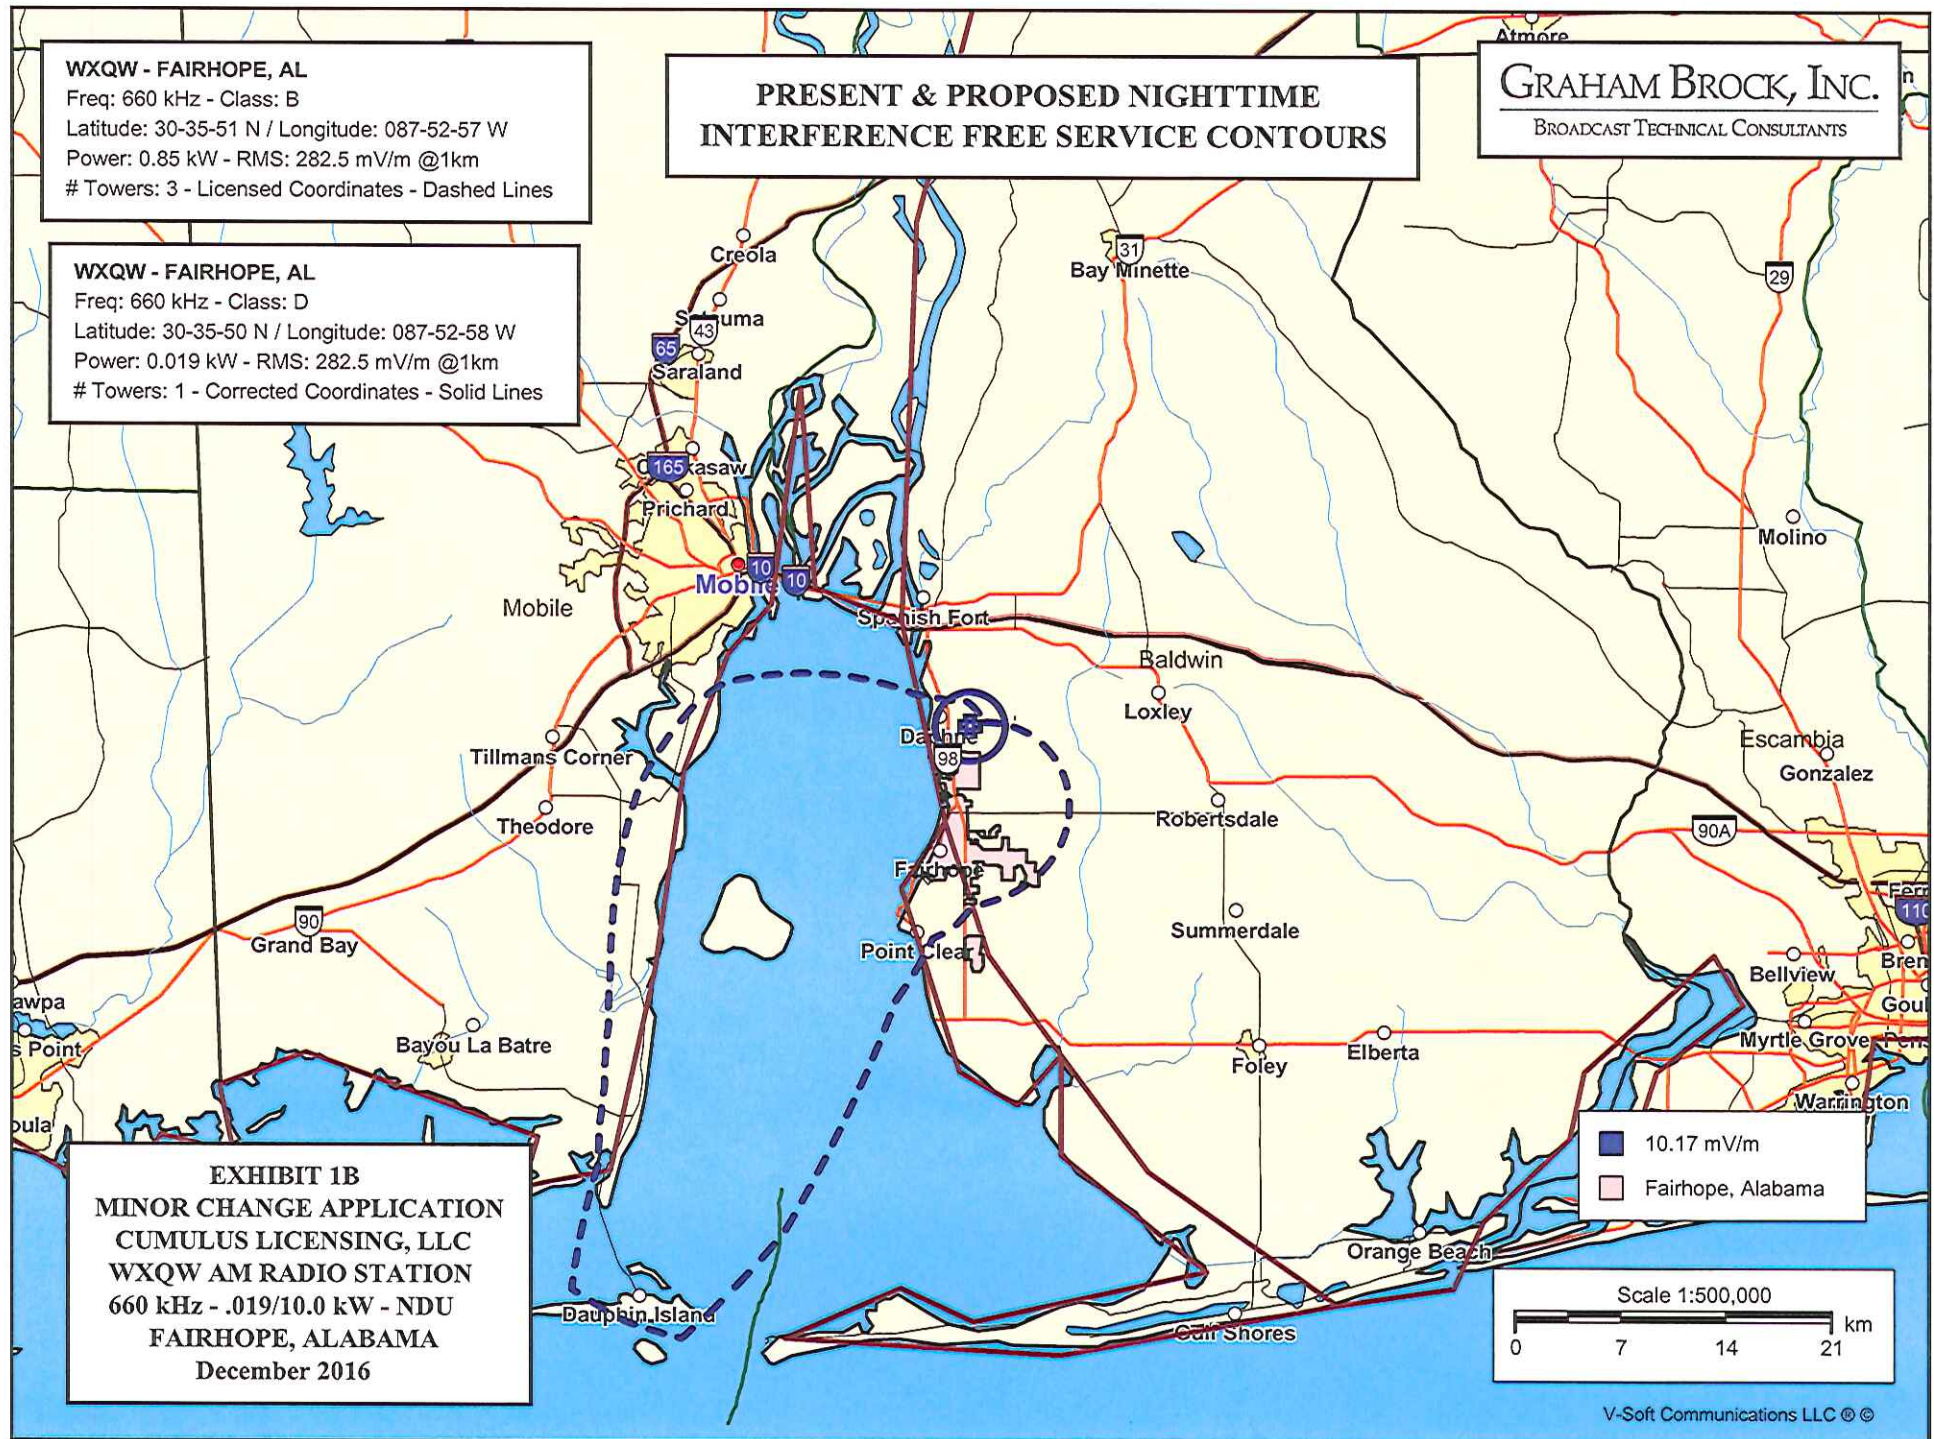 WXQW - FAIRHOPE, AL
Freq: 660 kHz - Class: B
Latitude: 30-35-51 N / Longitude: 087-52-57 W
Power: 0.85 kW - RMS: 282.5 mV/m @1km
# Towers: 3 - Licensed Coordinates - Dashed Lines
WXQW - FAIRHOPE, AL
Freq: 660 kHz - Class: D
Latitude: 30-35-50 N / Longitude: 087-52-58 W
Power: 0.019 kW - RMS: 282.5 mV/m @1km
# Towers: 1 - Corrected Coordinates - Solid Lines
PRESENT & PROPOSED NIGHTTIME
INTERFERENCE FREE SERVICE CONTOURS
GRAHAM BROCK, INC.
BROADCAST TECHNICAL CONSULTANTS
Atmore
Creola
31
Bay Minette
29
43
65
Saraland
165
Prichard
Molino
10
10
Mobile
Mobile
Spanish Fort
Baldwin
Loxley
Daphne
98
Tillmans Corner
Escambia
Gonzalez
Theodore
Robertsdale
90A
Fairhope
90
Grand Bay
Summerdale
110
Point Clear
Bellview
Bayou La Batre
Foley
Elberta
Myrtle Grove
Warrington
10.17 mV/m
Fairhope, Alabama
Orange Beach
Dauphin Island
Gulf Shores
EXHIBIT 1B
MINOR CHANGE APPLICATION
CUMULUS LICENSING, LLC
WXQW AM RADIO STATION
660 kHz - .019/10.0 kW - NDU
FAIRHOPE, ALABAMA
December 2016
Scale 1:500,000
km
0 7 14 21
V-Soft Communications LLC ® ©